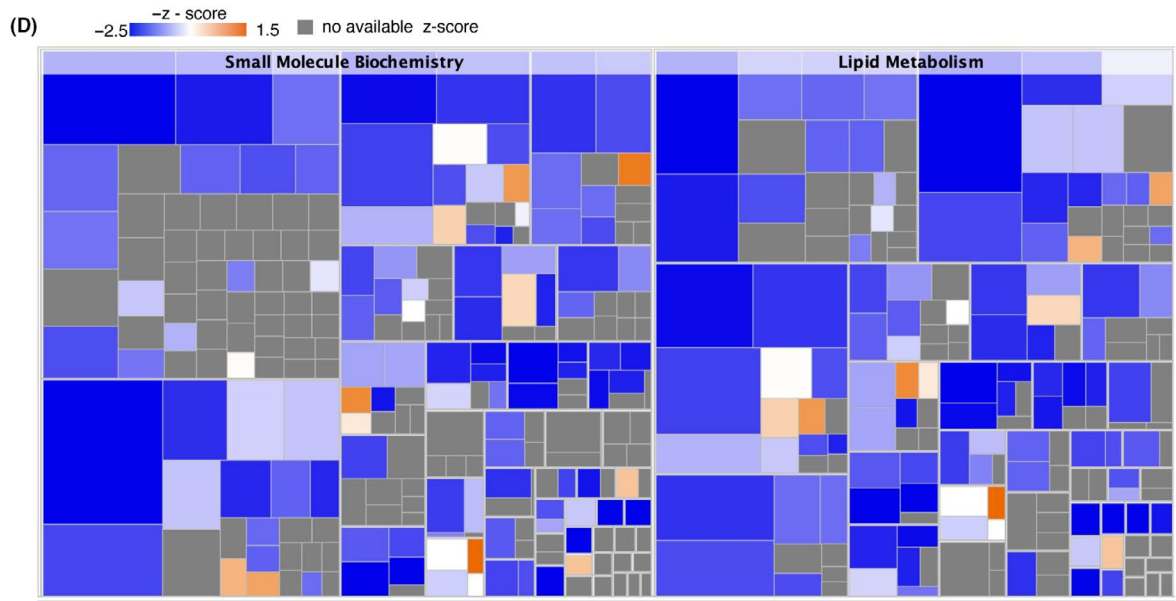 (D)
−z - score
−2.5 1.5 no available z-score
Small Molecule Biochemistry Lipid Metabolism